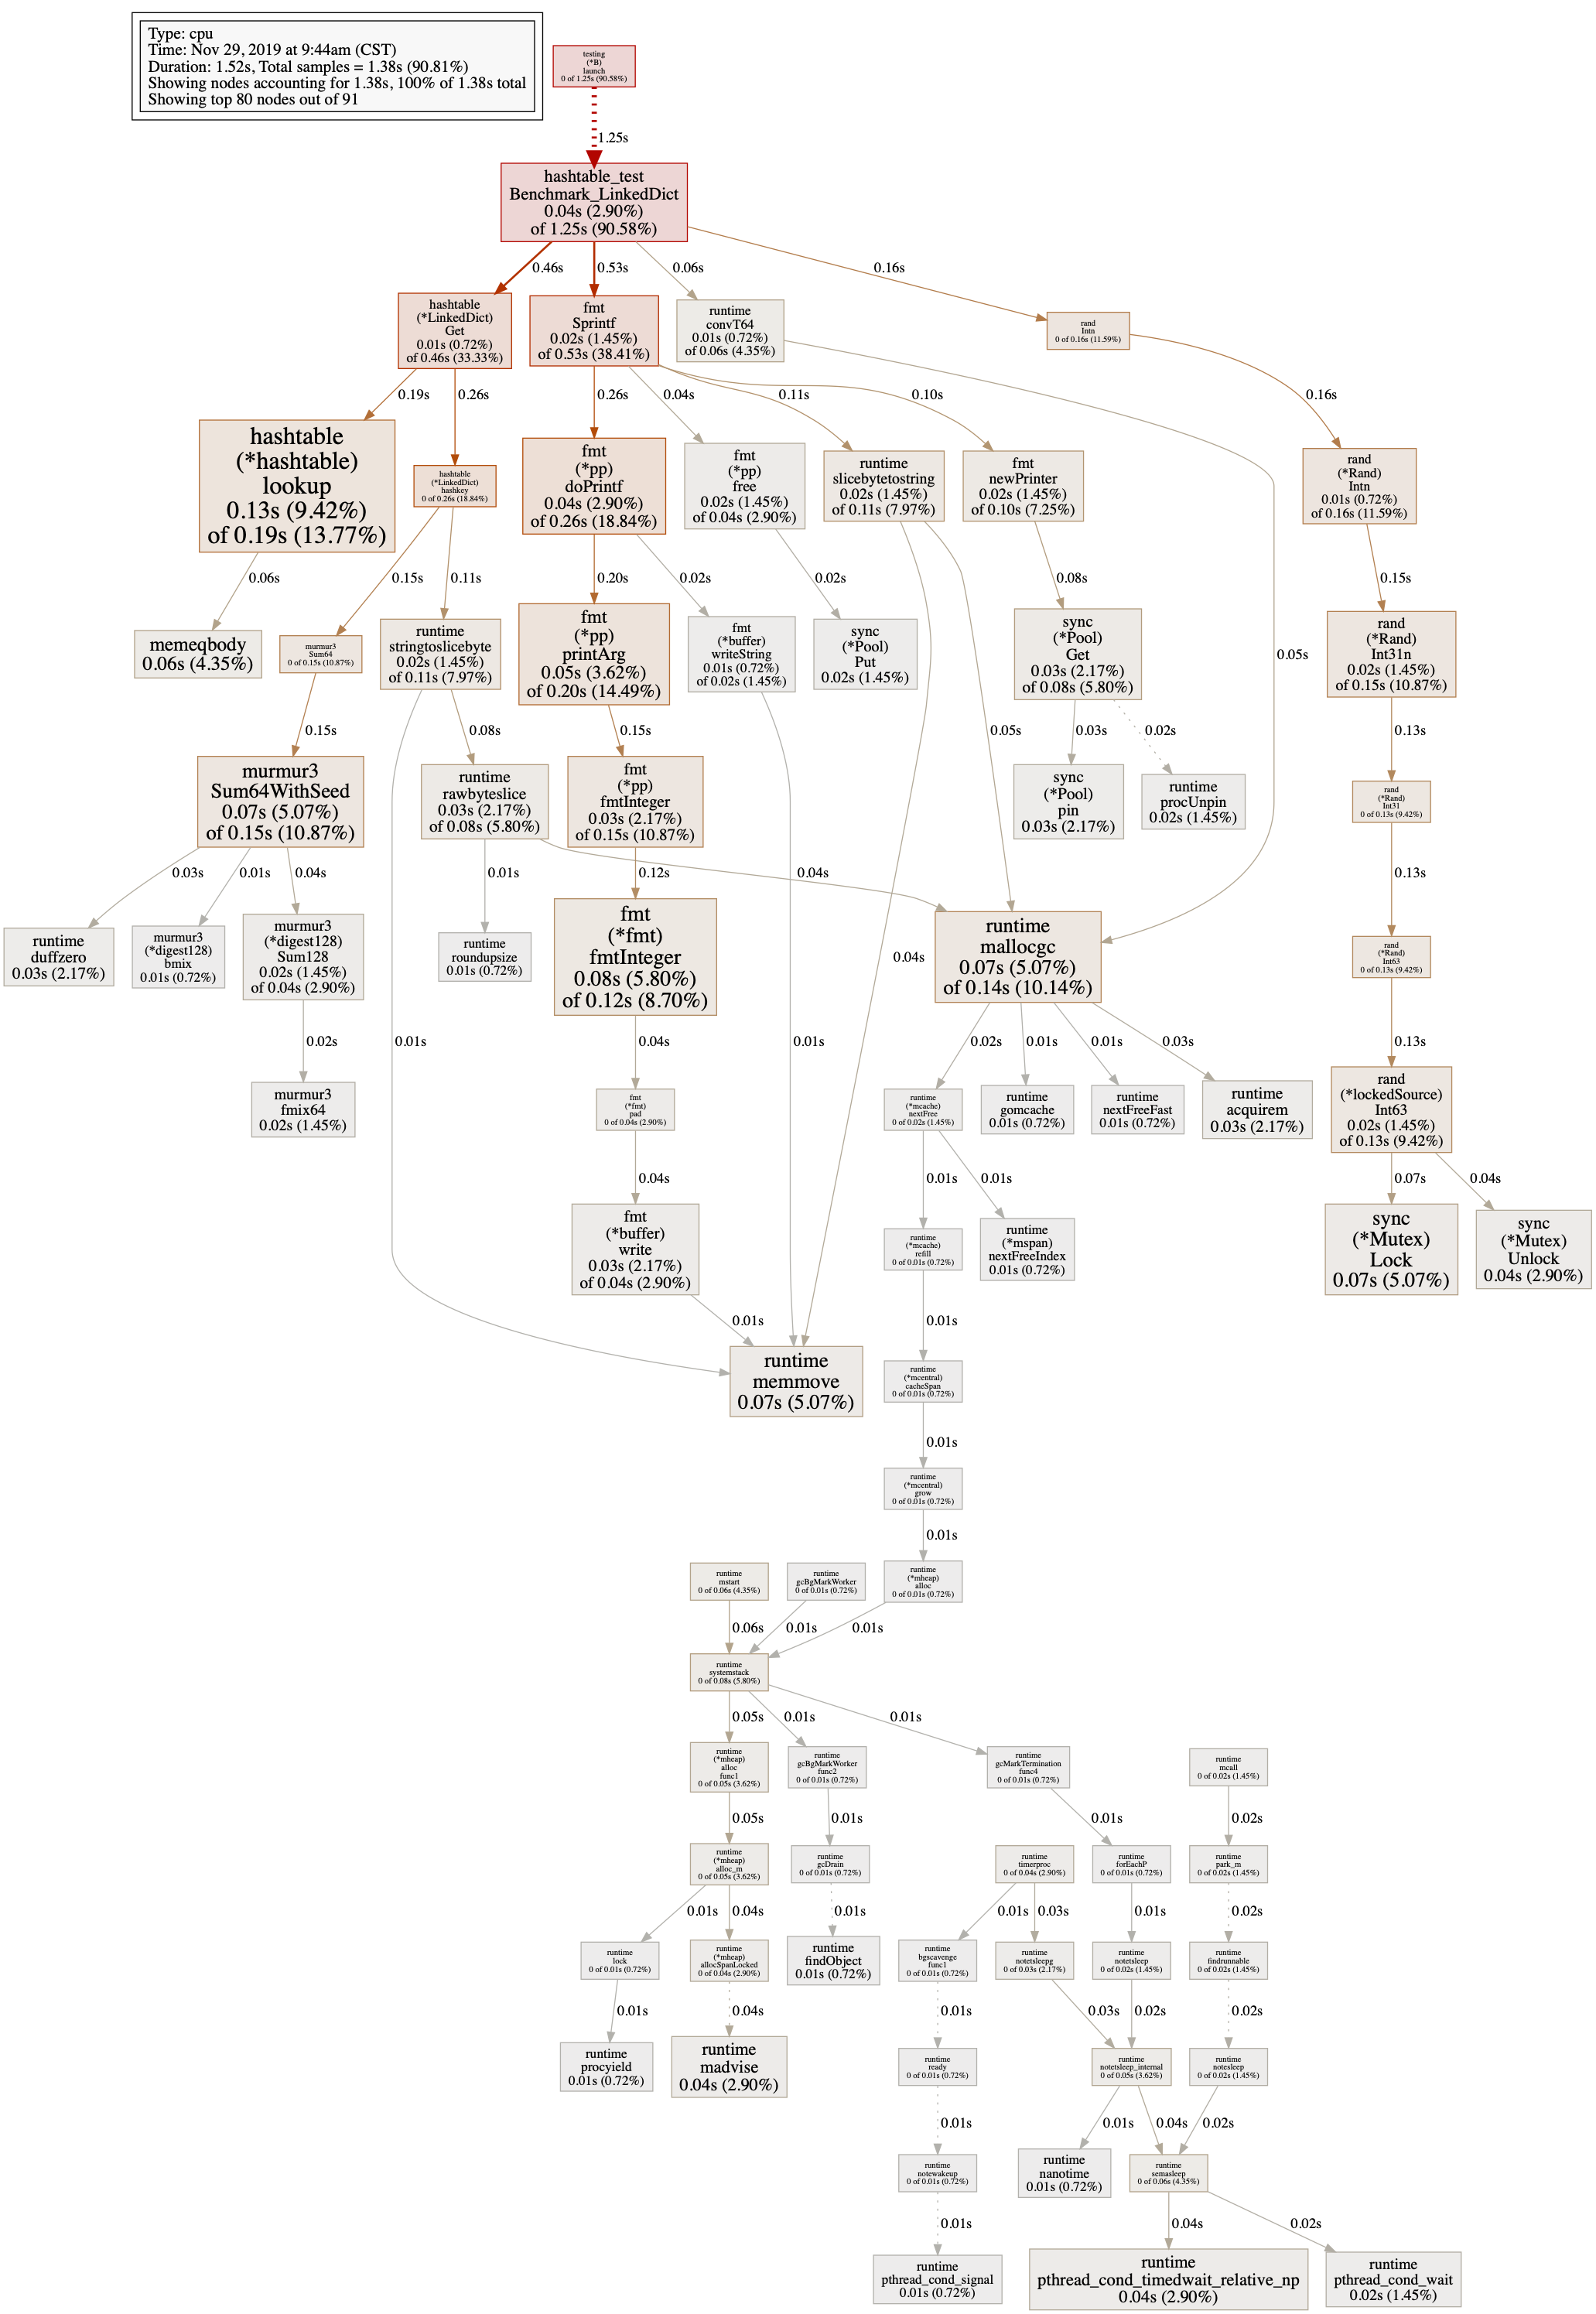 Type: cpu
Time: Nov 29, 2019 at 9:44am (CST)
Duration: 1.52s, Total samples = 1.38s (90.81%)
Showing nodes accounting for 1.38s, 100% of 1.38s total
Showing top 80 nodes out of 91
testing
(*B)
launch
0 of 1.25s (90.58%)
1.25s
hashtable_test
Benchmark_LinkedDict
0.04s (2.90%)
of 1.25s (90.58%)
0.46s
0.53s
0.06s
0.16s
hashtable
(*LinkedDict)
Get
0.01s (0.72%)
of 0.46s (33.33%)
fmt
Sprintf
0.02s (1.45%)
of 0.53s (38.41%)
runtime
convT64
0.01s (0.72%)
of 0.06s (4.35%)
rand
Intn
0 of 0.16s (11.59%)
0.19s
0.26s
0.26s
0.04s
0.11s
0.10s
0.16s
hashtable
(*hashtable)
lookup
0.13s (9.42%)
of 0.19s (13.77%)
hashtable
(*LinkedDict)
hashkey
0 of 0.26s (18.84%)
fmt
(*pp)
doPrintf
0.04s (2.90%)
of 0.26s (18.84%)
fmt
(*pp)
free
0.02s (1.45%)
of 0.04s (2.90%)
runtime
slicebytetostring
0.02s (1.45%)
of 0.11s (7.97%)
fmt
newPrinter
0.02s (1.45%)
of 0.10s (7.25%)
rand
(*Rand)
Intn
0.01s (0.72%)
of 0.16s (11.59%)
0.06s
0.15s
0.11s
0.20s
0.02s
0.02s
0.08s
0.15s
memeqbody
0.06s (4.35%)
murmur3
Sum64
0 of 0.15s (10.87%)
runtime
stringtoslicebyte
0.02s (1.45%)
of 0.11s (7.97%)
fmt
(*pp)
printArg
0.05s (3.62%)
of 0.20s (14.49%)
fmt
(*buffer)
writeString
0.01s (0.72%)
of 0.02s (1.45%)
sync
(*Pool)
Put
0.02s (1.45%)
sync
(*Pool)
Get
0.03s (2.17%)
of 0.08s (5.80%)
0.05s
rand
(*Rand)
Int31n
0.02s (1.45%)
of 0.15s (10.87%)
0.15s
0.08s
0.15s
0.05s
0.03s
0.02s
0.13s
murmur3
Sum64WithSeed
0.07s (5.07%)
of 0.15s (10.87%)
runtime
rawbyteslice
0.03s (2.17%)
of 0.08s (5.80%)
fmt
(*pp)
fmtInteger
0.03s (2.17%)
of 0.15s (10.87%)
sync
(*Pool)
pin
0.03s (2.17%)
runtime
procUnpin
0.02s (1.45%)
rand
(*Rand)
Int31
0 of 0.13s (9.42%)
0.03s
0.01s
0.04s
0.01s
0.12s
0.04s
0.13s
runtime
duffzero
0.03s (2.17%)
murmur3
(*digest128)
bmix
0.01s (0.72%)
murmur3
(*digest128)
Sum128
0.02s (1.45%)
of 0.04s (2.90%)
runtime
roundupsize
0.01s (0.72%)
fmt
(*fmt)
fmtInteger
0.08s (5.80%)
of 0.12s (8.70%)
0.04s
runtime
mallocgc
0.07s (5.07%)
of 0.14s (10.14%)
rand
(*Rand)
Int63
0 of 0.13s (9.42%)
0.02s
0.01s
0.04s
0.01s
0.02s
0.01s
0.01s
0.03s
0.13s
murmur3
fmix64
0.02s (1.45%)
fmt
(*fmt)
pad
0 of 0.04s (2.90%)
runtime
(*mcache)
nextFree
0 of 0.02s (1.45%)
runtime
gomcache
0.01s (0.72%)
runtime
nextFreeFast
0.01s (0.72%)
runtime
acquirem
0.03s (2.17%)
rand
(*lockedSource)
Int63
0.02s (1.45%)
of 0.13s (9.42%)
0.04s
0.01s
0.01s
0.07s
0.04s
fmt
(*buffer)
write
0.03s (2.17%)
of 0.04s (2.90%)
runtime
(*mcache)
refill
0 of 0.01s (0.72%)
runtime
(*mspan)
nextFreeIndex
0.01s (0.72%)
sync
(*Mutex)
Lock
0.07s (5.07%)
sync
(*Mutex)
Unlock
0.04s (2.90%)
0.01s
0.01s
runtime
memmove
0.07s (5.07%)
runtime
(*mcentral)
cacheSpan
0 of 0.01s (0.72%)
0.01s
runtime
(*mcentral)
grow
0 of 0.01s (0.72%)
0.01s
runtime
mstart
0 of 0.06s (4.35%)
runtime
gcBgMarkWorker
0 of 0.01s (0.72%)
runtime
(*mheap)
alloc
0 of 0.01s (0.72%)
0.06s
0.01s
0.01s
runtime
systemstack
0 of 0.08s (5.80%)
0.05s
0.01s
0.01s
runtime
(*mheap)
alloc
func1
0 of 0.05s (3.62%)
runtime
gcBgMarkWorker
func2
0 of 0.01s (0.72%)
runtime
gcMarkTermination
func4
0 of 0.01s (0.72%)
runtime
mcall
0 of 0.02s (1.45%)
0.05s
0.01s
0.01s
0.02s
runtime
(*mheap)
alloc_m
0 of 0.05s (3.62%)
runtime
gcDrain
0 of 0.01s (0.72%)
runtime
timerproc
0 of 0.04s (2.90%)
runtime
forEachP
0 of 0.01s (0.72%)
runtime
park_m
0 of 0.02s (1.45%)
0.01s
0.04s
0.01s
0.01s
0.03s
0.01s
0.02s
runtime
lock
0 of 0.01s (0.72%)
runtime
(*mheap)
allocSpanLocked
0 of 0.04s (2.90%)
runtime
findObject
0.01s (0.72%)
runtime
bgscavenge
func1
0 of 0.01s (0.72%)
runtime
notetsleepg
0 of 0.03s (2.17%)
runtime
notetsleep
0 of 0.02s (1.45%)
runtime
findrunnable
0 of 0.02s (1.45%)
0.01s
0.04s
0.01s
0.03s
0.02s
0.02s
runtime
procyield
0.01s (0.72%)
runtime
madvise
0.04s (2.90%)
runtime
ready
0 of 0.01s (0.72%)
runtime
notetsleep_internal
0 of 0.05s (3.62%)
runtime
notesleep
0 of 0.02s (1.45%)
0.01s
0.01s
0.04s
0.02s
runtime
notewakeup
0 of 0.01s (0.72%)
runtime
nanotime
0.01s (0.72%)
runtime
semasleep
0 of 0.06s (4.35%)
0.01s
0.04s
0.02s
runtime
pthread_cond_signal
0.01s (0.72%)
runtime
pthread_cond_timedwait_relative_np
0.04s (2.90%)
runtime
pthread_cond_wait
0.02s (1.45%)